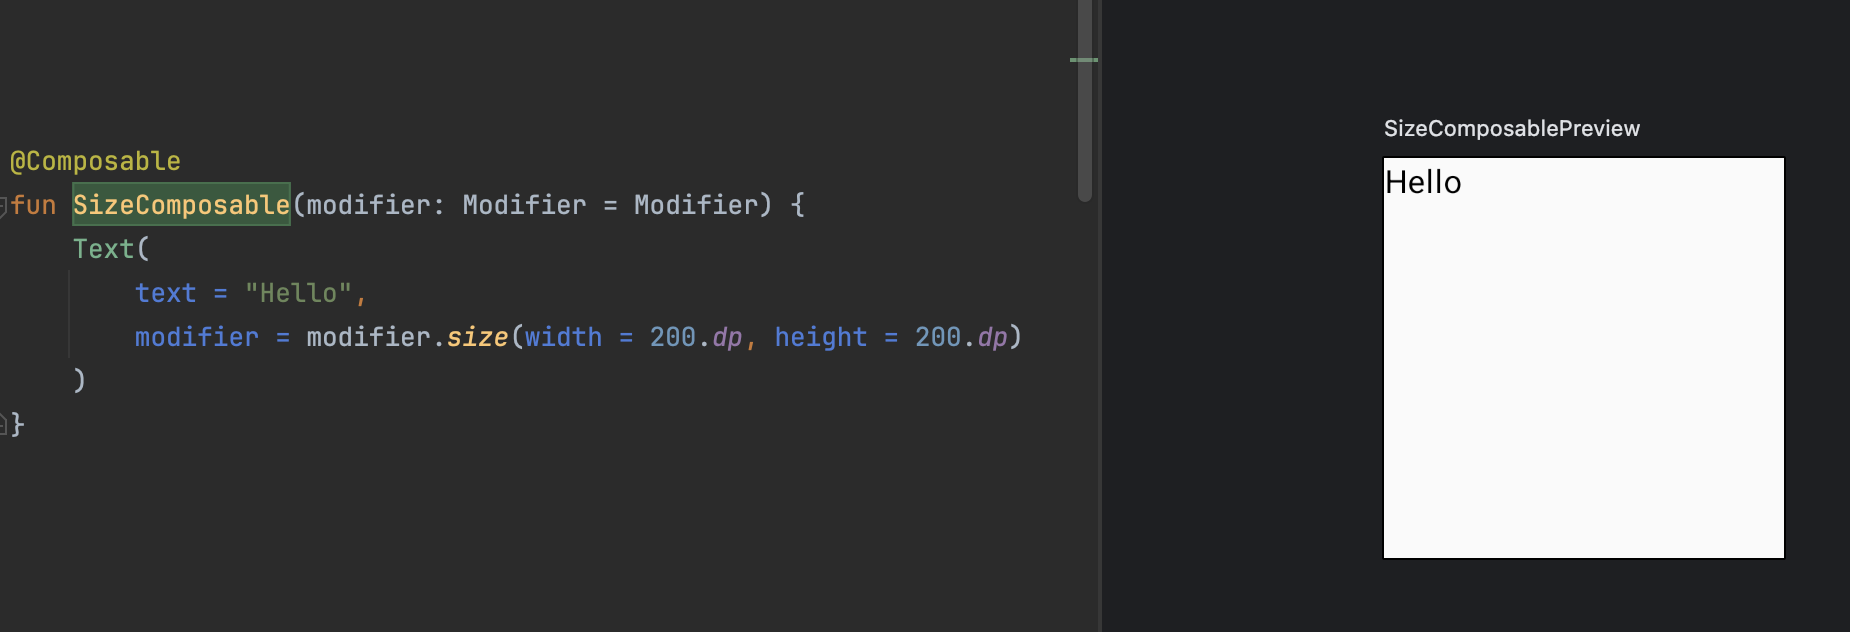 @Composable
fun SizeComposable(modifier: Modifier = Modifier) {
Text(
text = "Hello",
modifier = modifier.size(width = 200.dp, height = 200.dp)
)
}
SizeComposablePreview
Hello